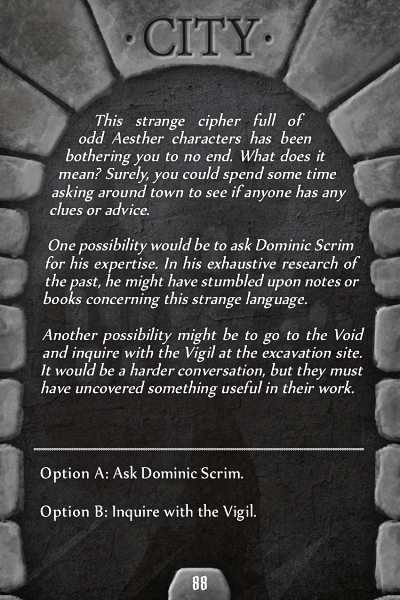 · CITY ·
This strange cipher full of
odd Aesther characters has been
bothering you to no end. What does it
mean? Surely, you could spend some time
asking around town to see if anyone has any
clues or advice.
One possibility would be to ask Dominic Scrim
for his expertise. In his exhaustive research of
the past, he might have stumbled upon notes or
books concerning this strange language.
Another possibility might be to go to the Void
and inquire with the Vigil at the excavation site.
It would be a harder conversation, but they must
have uncovered something useful in their work.
Option A: Ask Dominic Scrim.
Option B: Inquire with the Vigil.
88